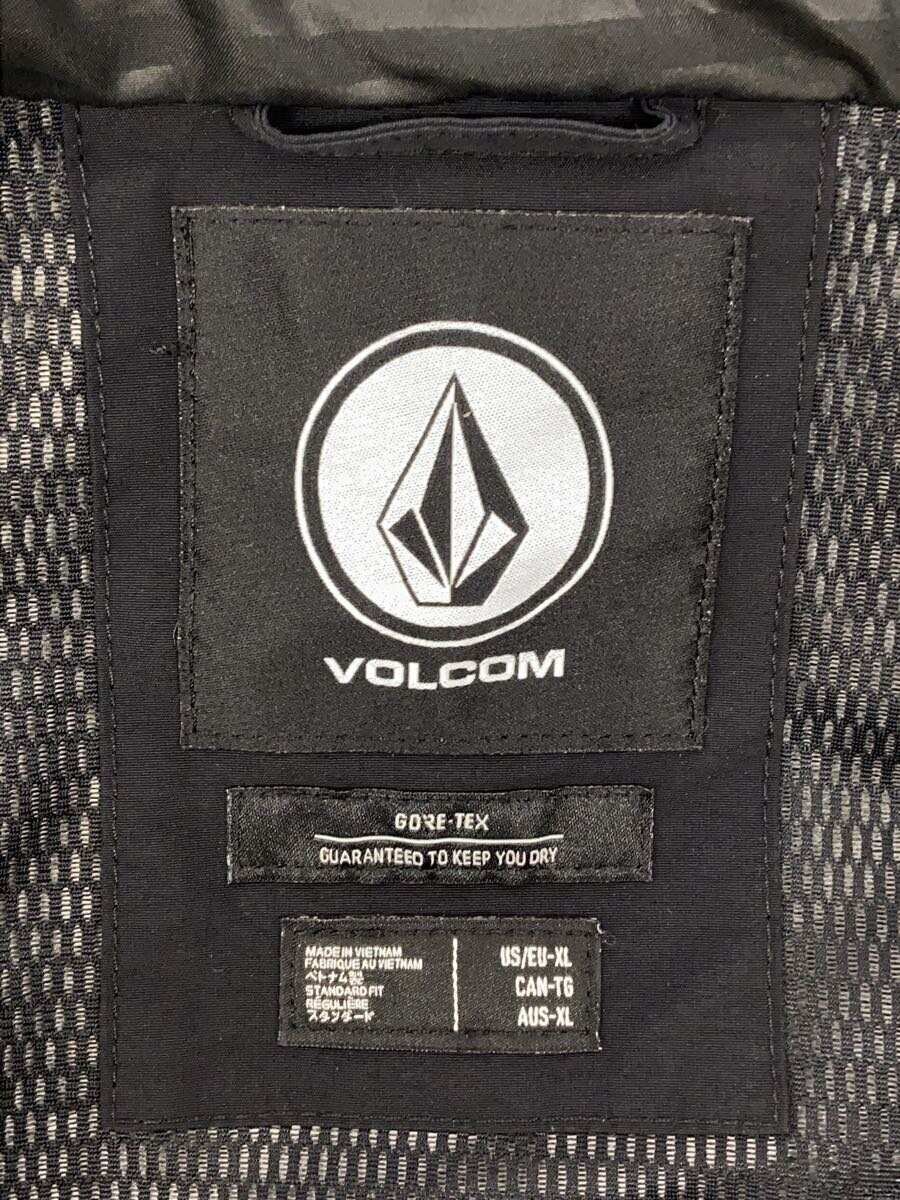 VOLCOM
GORE-TEX
GUARANTEED TO KEEP YOU DRY
MADE IN VIETNAM
FABRIQUE AU VIETNAM
ベトナム製
STANDARD FIT
RÉGULIÈRE
スタンダード
US/EU-XL
CAN-TG
AUS-XL